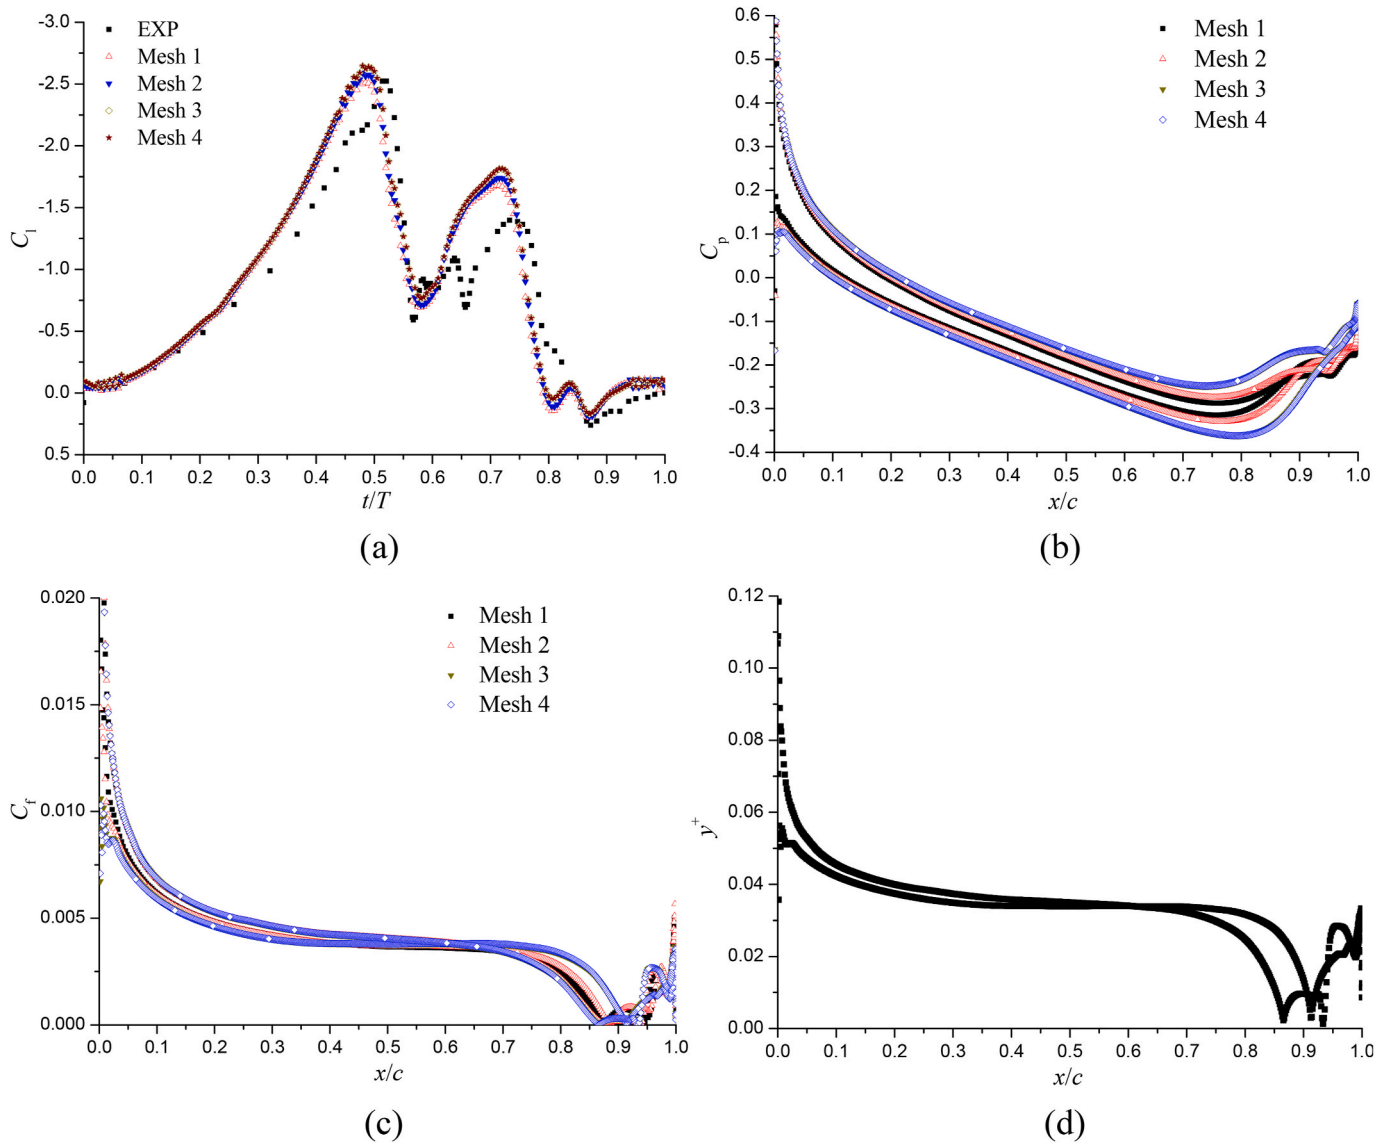 -3.0
-2.5
-2.0
-1.5
-1.0
-0.5
0.0
0.5
C_l
EXP
Mesh 1
Mesh 2
Mesh 3
Mesh 4
0.0 0.1 0.2 0.3 0.4 0.5 0.6 0.7 0.8 0.9 1.0
t/T
(a)
0.6
0.5
0.4
0.3
0.2
0.1
0.0
-0.1
-0.2
-0.3
-0.4
C_p
Mesh 1
Mesh 2
Mesh 3
Mesh 4
0.0 0.1 0.2 0.3 0.4 0.5 0.6 0.7 0.8 0.9 1.0
x/c
(b)
0.020
0.015
0.010
0.005
0.000
C_f
Mesh 1
Mesh 2
Mesh 3
Mesh 4
0.0 0.1 0.2 0.3 0.4 0.5 0.6 0.7 0.8 0.9 1.0
x/c
(c)
0.12
0.10
0.08
0.06
0.04
0.02
0.00
y^+
0.0 0.1 0.2 0.3 0.4 0.5 0.6 0.7 0.8 0.9 1.0
x/c
(d)